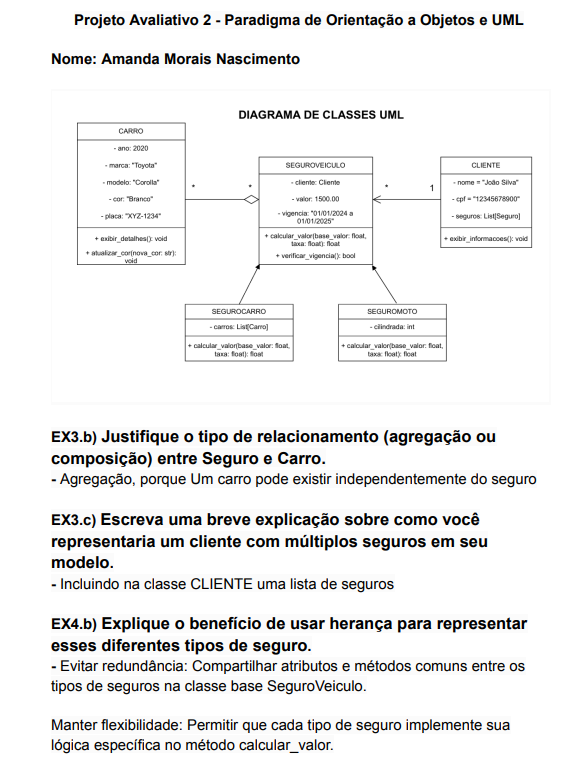 Projeto Avaliativo 2 - Paradigma de Orientação a Objetos e UML
Nome: Amanda Morais Nascimento
DIAGRAMA DE CLASSES UML
CARRO
- ano: 2020
- marca: "Toyota"
- modelo: "Corolla"
- cor: "Branco"
- placa: "XYZ-1234"
+ exibir_detalhes(): void
+ atualizar_cor(nova_cor: str):
void
*
*
SEGUROVEICULO
- cliente: Cliente
- valor: 1500.00
- vigencia: "01/01/2024 a
01/01/2025"
+ calcular_valor(base_valor: float,
taxa: float): float
+ verificar_vigencia(): bool
*
1
CLIENTE
- nome = "João Silva"
- cpf = "12345678900"
- seguros: List[Seguro]
+ exibir_informacoes(): void
SEGUROCARRO
- carros: List[Carro]
+ calcular_valor(base_valor: float,
taxa: float): float
SEGUROMOTO
- cilindrada: int
+ calcular_valor(base_valor: float,
taxa: float): float
EX3.b) Justifique o tipo de relacionamento (agregação ou
composição) entre Seguro e Carro.
- Agregação, porque Um carro pode existir independentemente do seguro
EX3.c) Escreva uma breve explicação sobre como você
representaria um cliente com múltiplos seguros em seu
modelo.
- Incluindo na classe CLIENTE uma lista de seguros
EX4.b) Explique o benefício de usar herança para representar
esses diferentes tipos de seguro.
- Evitar redundância: Compartilhar atributos e métodos comuns entre os
tipos de seguros na classe base SeguroVeiculo.
Manter flexibilidade: Permitir que cada tipo de seguro implemente sua
lógica específica no método calcular_valor.